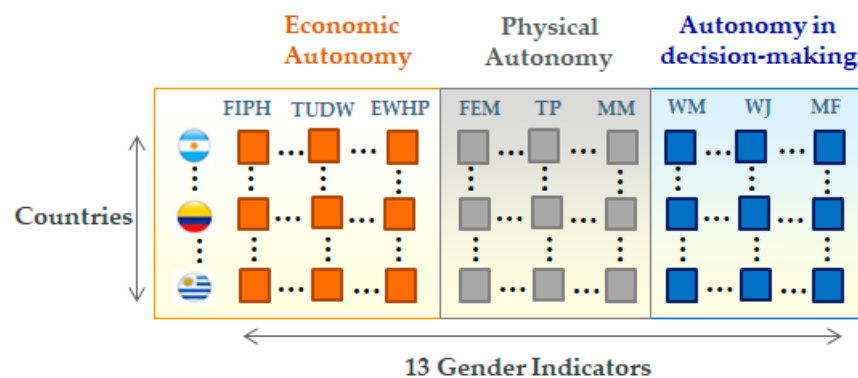 Economic Autonomy
Physical Autonomy
Autonomy in decision-making
FIPH TUDW EWHP FEM TP MM WM WJ MF
Countries
13 Gender Indicators